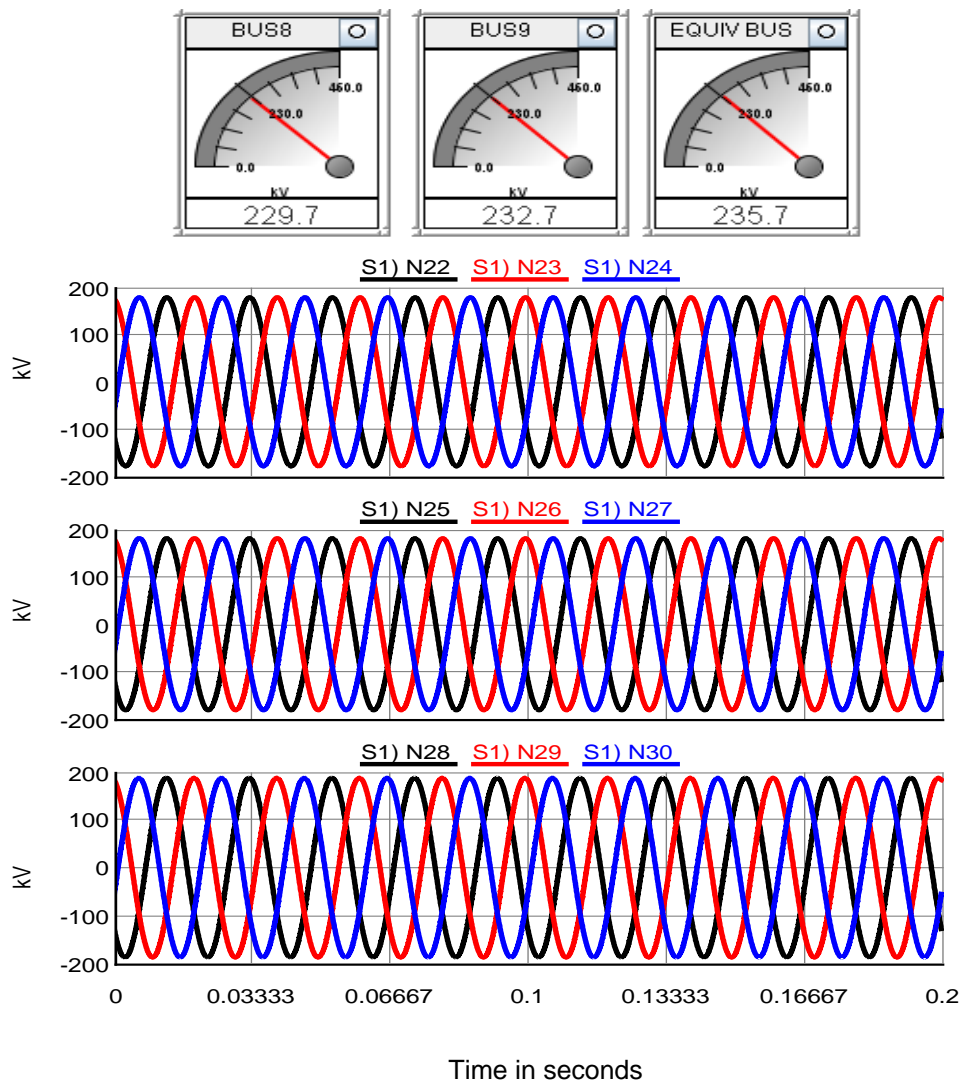 BUS8 BUS9 EQUIV BUS
460.0 460.0 460.0
230.0 230.0 230.0
0.0 0.0 0.0
kV kV kV
229.7 232.7 235.7
S1) N22 S1) N23 S1) N24
200
100
0
-100
-200
kV
S1) N25 S1) N26 S1) N27
200
100
0
-100
-200
kV
S1) N28 S1) N29 S1) N30
200
100
0
-100
-200
kV
0 0.03333 0.06667 0.1 0.13333 0.16667 0.2
Time in seconds